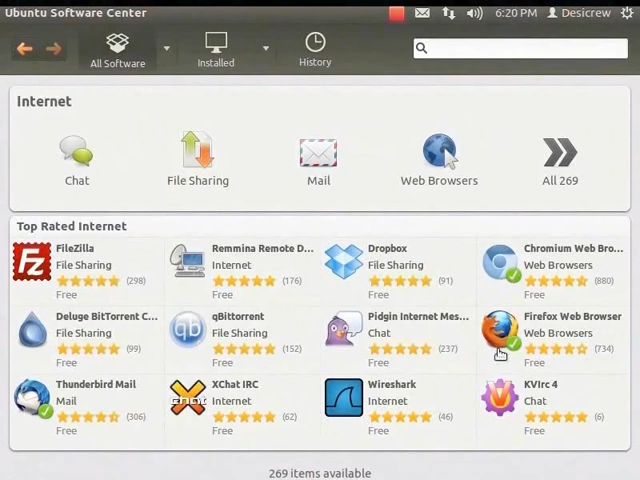 Ubuntu Software Center
6:20 PM Desicrew
All Software Installed History
Internet
Chat File Sharing Mail Web Browsers All 269
Top Rated Internet
FileZilla
File Sharing
(298)
Free
Remmina Remote D...
Internet
(176)
Free
Dropbox
File Sharing
(91)
Free
Chromium Web Bro...
Web Browsers
(880)
Free
Deluge BitTorrent C...
File Sharing
(99)
Free
qBittorrent
File Sharing
(152)
Free
Pidgin Internet Mes...
Chat
(237)
Free
Firefox Web Browser
Web Browsers
(734)
Free
Thunderbird Mail
Mail
(306)
Free
XChat IRC
Internet
(62)
Free
Wireshark
Internet
(46)
Free
KVIrc 4
Chat
(6)
Free
269 items available